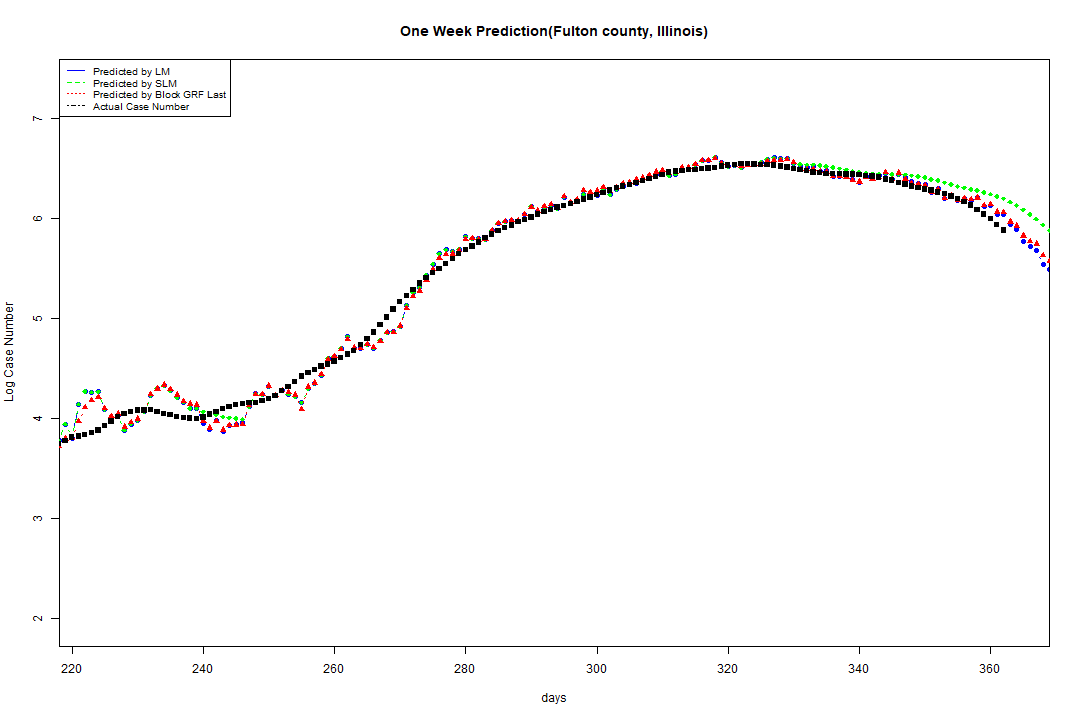 One Week Prediction(Fulton county, Illinois)
Predicted by LM
Predicted by SLM
Predicted by Block GRF Last
Actual Case Number
7
6
5
4
3
2
Log Case Number
220 240 260 280 300 320 340 360
days